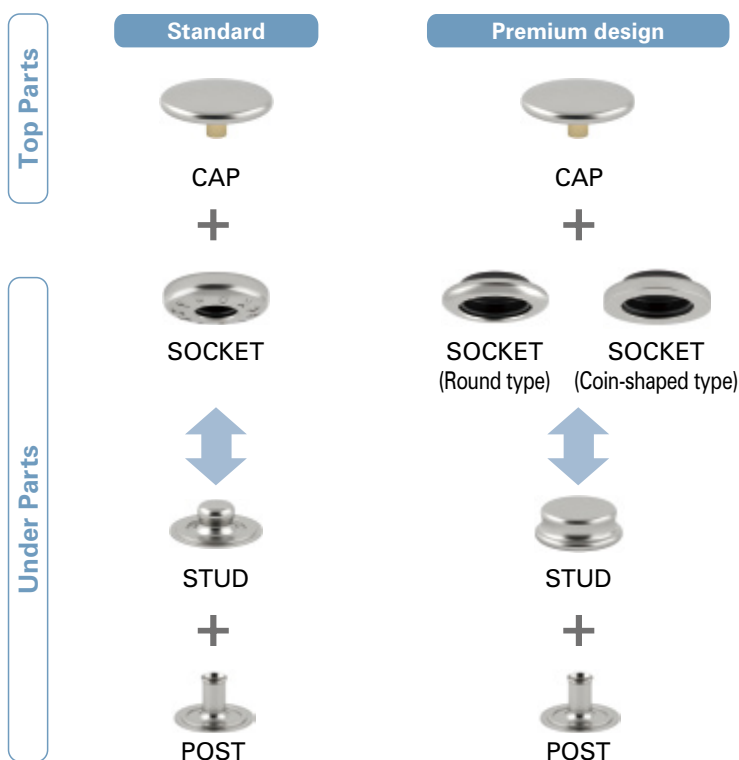 Top Parts
Standard
Premium design
CAP
CAP
+
+
Under Parts
SOCKET
SOCKET
(Round type)
SOCKET
(Coin-shaped type)
STUD
STUD
+
+
POST
POST